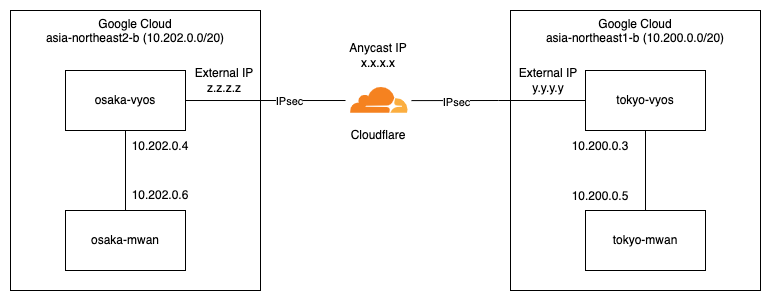 Google Cloud
asia-northeast2-b (10.202.0.0/20)
osaka-vyos
External IP
z.z.z.z
10.202.0.4
10.202.0.6
osaka-mwan
IPsec
Anycast IP
x.x.x.x
Cloudflare
IPsec
Google Cloud
asia-northeast1-b (10.200.0.0/20)
External IP
y.y.y.y
tokyo-vyos
10.200.0.3
10.200.0.5
tokyo-mwan